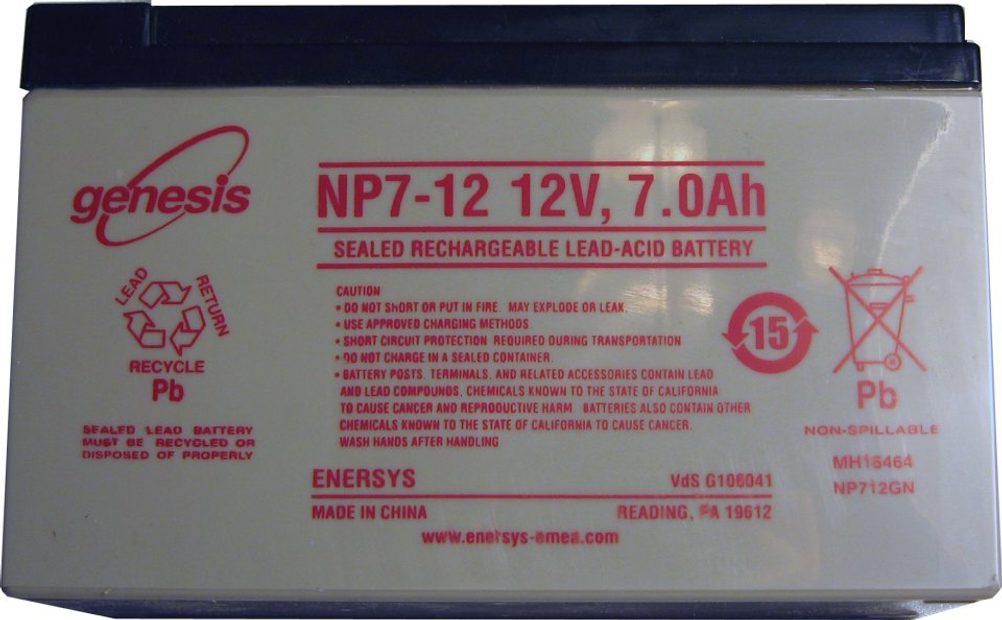 genesis
NP7-12 12V, 7.0Ah
SEALED RECHARGEABLE LEAD-ACID BATTERY
LEAD
RETURN
RECYCLE
Pb
SEALED LEAD BATTERY
MUST BE RECYCLED OR
DISPOSED OF PROPERLY
CAUTION
• DO NOT SHORT OR PUT IN FIRE. MAY EXPLODE OR LEAK.
• USE APPROVED CHARGING METHODS
• SHORT CIRCUIT PROTECTION REQUIRED DURING TRANSPORTATION
• DO NOT CHARGE IN A SEALED CONTAINER.
• BATTERY POSTS, TERMINALS, AND RELATED ACCESSORIES CONTAIN LEAD
AND LEAD COMPOUNDS, CHEMICALS KNOWN TO THE STATE OF CALIFORNIA
TO CAUSE CANCER AND REPRODUCTIVE HARM BATTERIES ALSO CONTAIN OTHER
CHEMICALS KNOWN TO THE STATE OF CALIFORNIA TO CAUSE CANCER.
WASH HANDS AFTER HANDLING
15
Pb
NON-SPILLABLE
MH16464
NP712GN
ENERSYS
VdS G106041
MADE IN CHINA
READING, PA 19612
www.enersys-emea.com